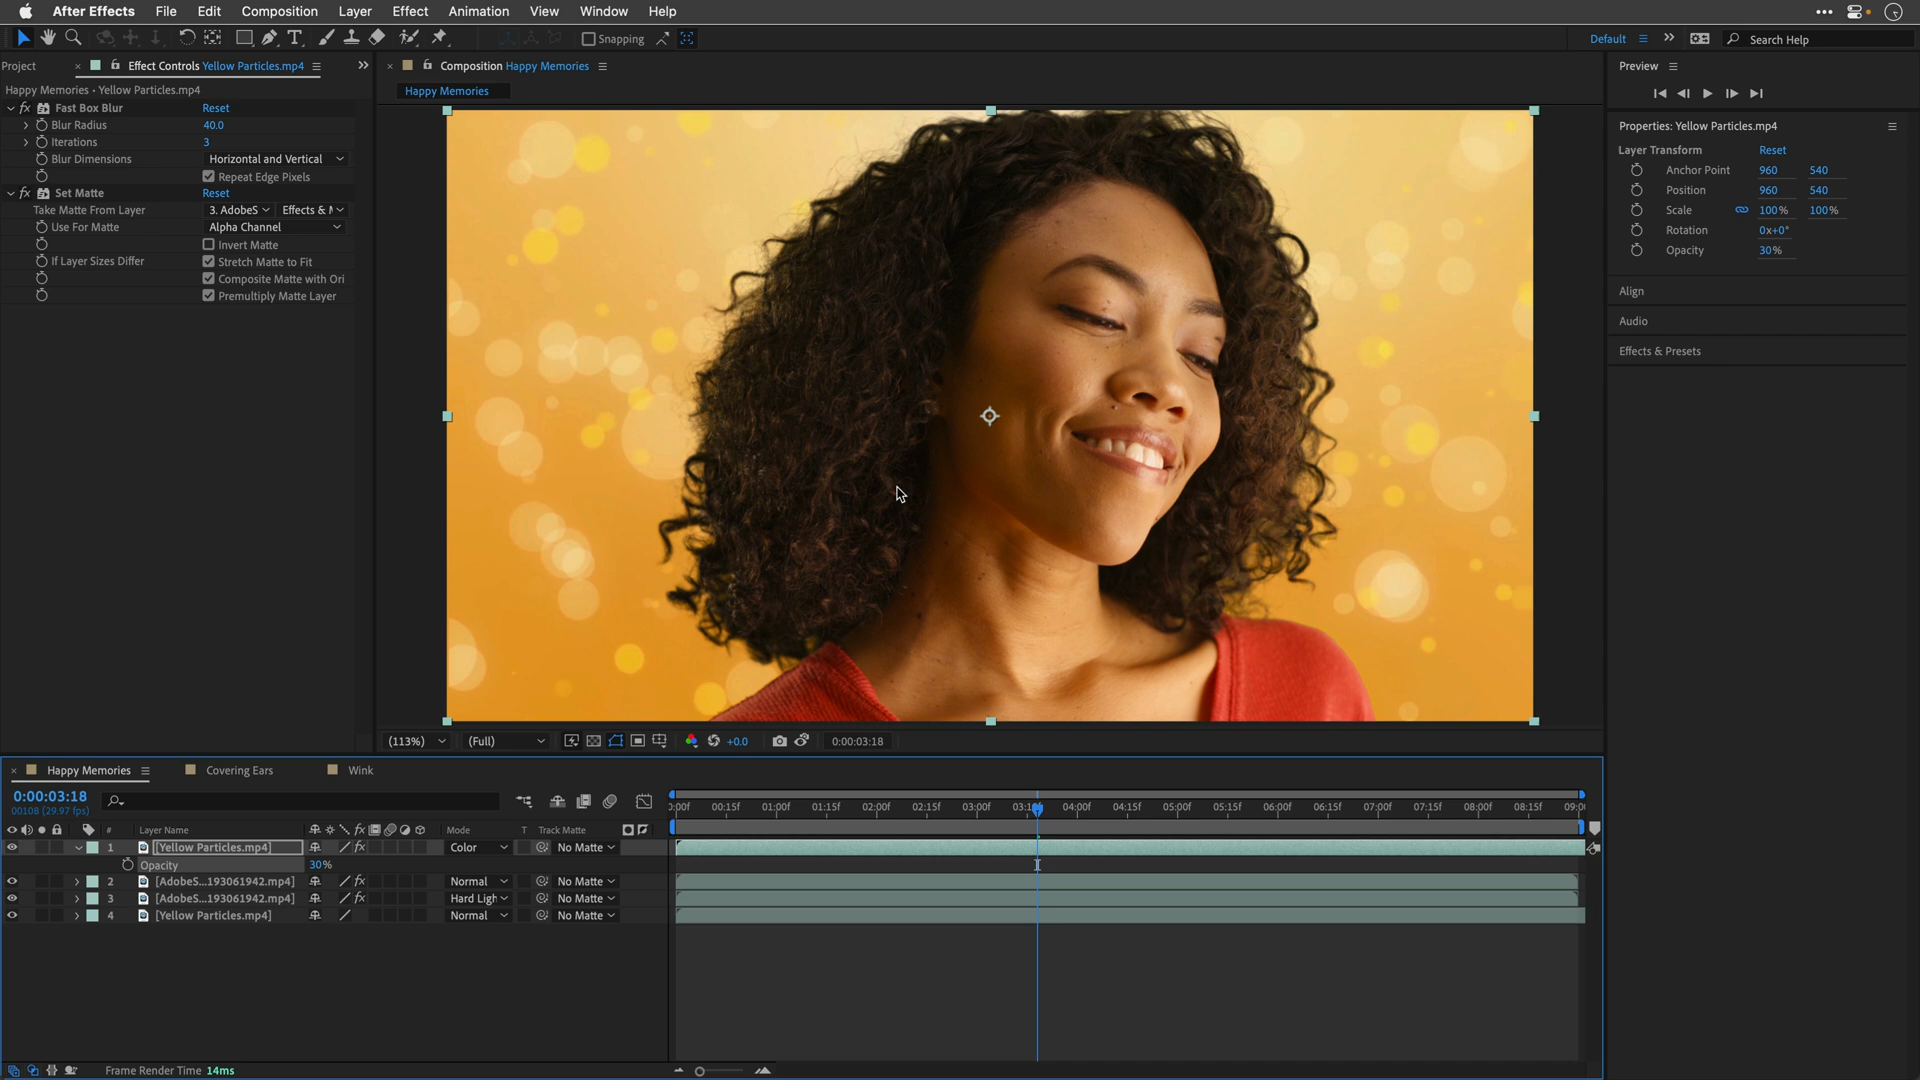 After Effects File Edit Composition Layer Effect Animation View Window Help
Snapping
Default
Search Help
Project
Effect Controls Yellow Particles.mp4
Composition Happy Memories
Preview
Happy Memories • Yellow Particles.mp4
Happy Memories
fx Fast Box Blur Reset
Blur Radius 40.0
Iterations 3
Blur Dimensions Horizontal and Vertical
Repeat Edge Pixels
fx Set Matte Reset
Take Matte From Layer 3. AdobeS Effects & M
Use For Matte Alpha Channel
Invert Matte
If Layer Sizes Differ Stretch Matte to Fit
Composite Matte with Ori
Premultiply Matte Layer
Properties: Yellow Particles.mp4
Layer Transform Reset
Anchor Point 960 540
Position 960 540
Scale 100% 100%
Rotation 0x+0°
Opacity 30%
Align
Audio
Effects & Presets
(113%) (Full) +0.0 0:00:03:18
Happy Memories Covering Ears Wink
0:00:03:18
00108 (29.97 fps)
:00f 00:15f 01:00f 01:15f 02:00f 02:15f 03:00f 04:00f 04:15f 05:00f 05:15f 06:00f 06:15f 07:00f 07:15f 08:00f 08:15f 09:0
# Layer Name fx Mode T Track Matte
1 [Yellow Particles.mp4] fx Color No Matte
Opacity 30%
2 [AdobeS...193061942.mp4] fx Normal No Matte
3 [AdobeS...193061942.mp4] fx Hard Ligh No Matte
4 [Yellow Particles.mp4] Normal No Matte
Frame Render Time 14ms